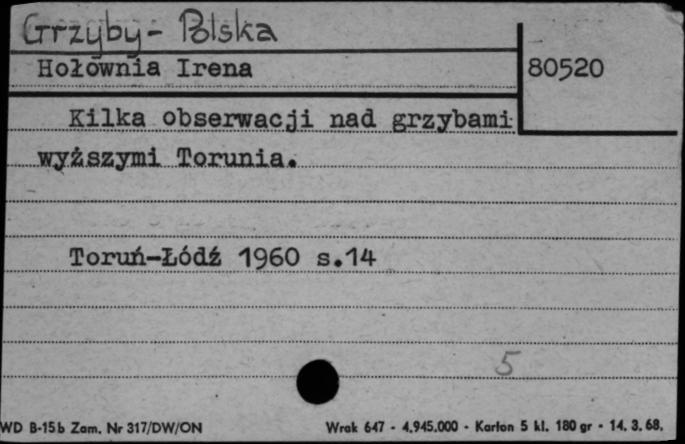 Grzyby - Polska
Hołownia Irena
80520
Kilka obserwacji nad grzybami
wyższymi Torunia.
Toruń-Łódź 1960 s.14
5
WD B-15b Zam. Nr 317/DW/ON
Wrak 647 - 4.945.000 - Karton 5 kl. 180 gr - 14. 3. 68.